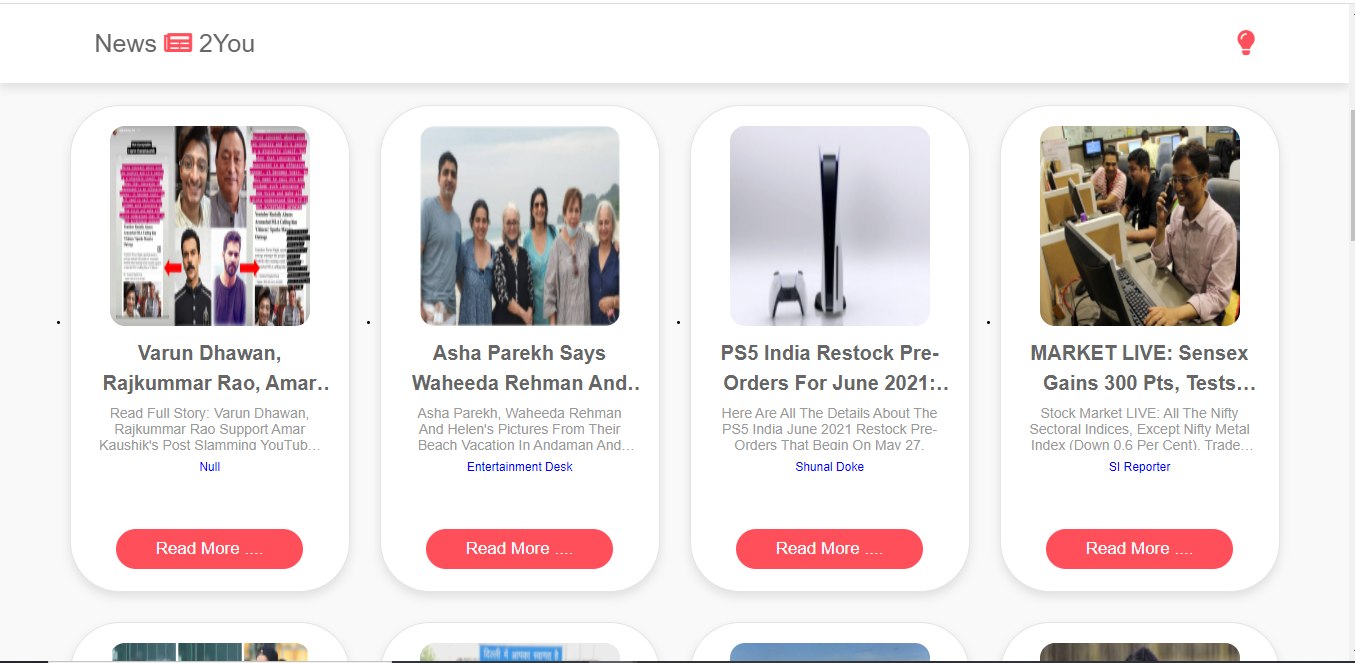 News 2You
Varun Dhawan,
Rajkummar Rao, Amar..
Read Full Story: Varun Dhawan,
Rajkummar Rao Support Amar
Kaushik's Post Slamming YouTub…
Null
Read More ....
Asha Parekh Says
Waheeda Rehman And..
Asha Parekh, Waheeda Rehman
And Helen's Pictures From Their
Beach Vacation In Andaman And…
Entertainment Desk
Read More ....
PS5 India Restock Pre-
Orders For June 2021:..
Here Are All The Details About The
PS5 India June 2021 Restock Pre-
Orders That Begin On May 27.
Shunal Doke
Read More ....
MARKET LIVE: Sensex
Gains 300 Pts, Tests…
Stock Market LIVE: All The Nifty
Sectoral Indices, Except Nifty Metal
Index (Down 0.6 Per Cent), Trade…
SI Reporter
Read More ....
दिल्ली में आपका स्वागत है